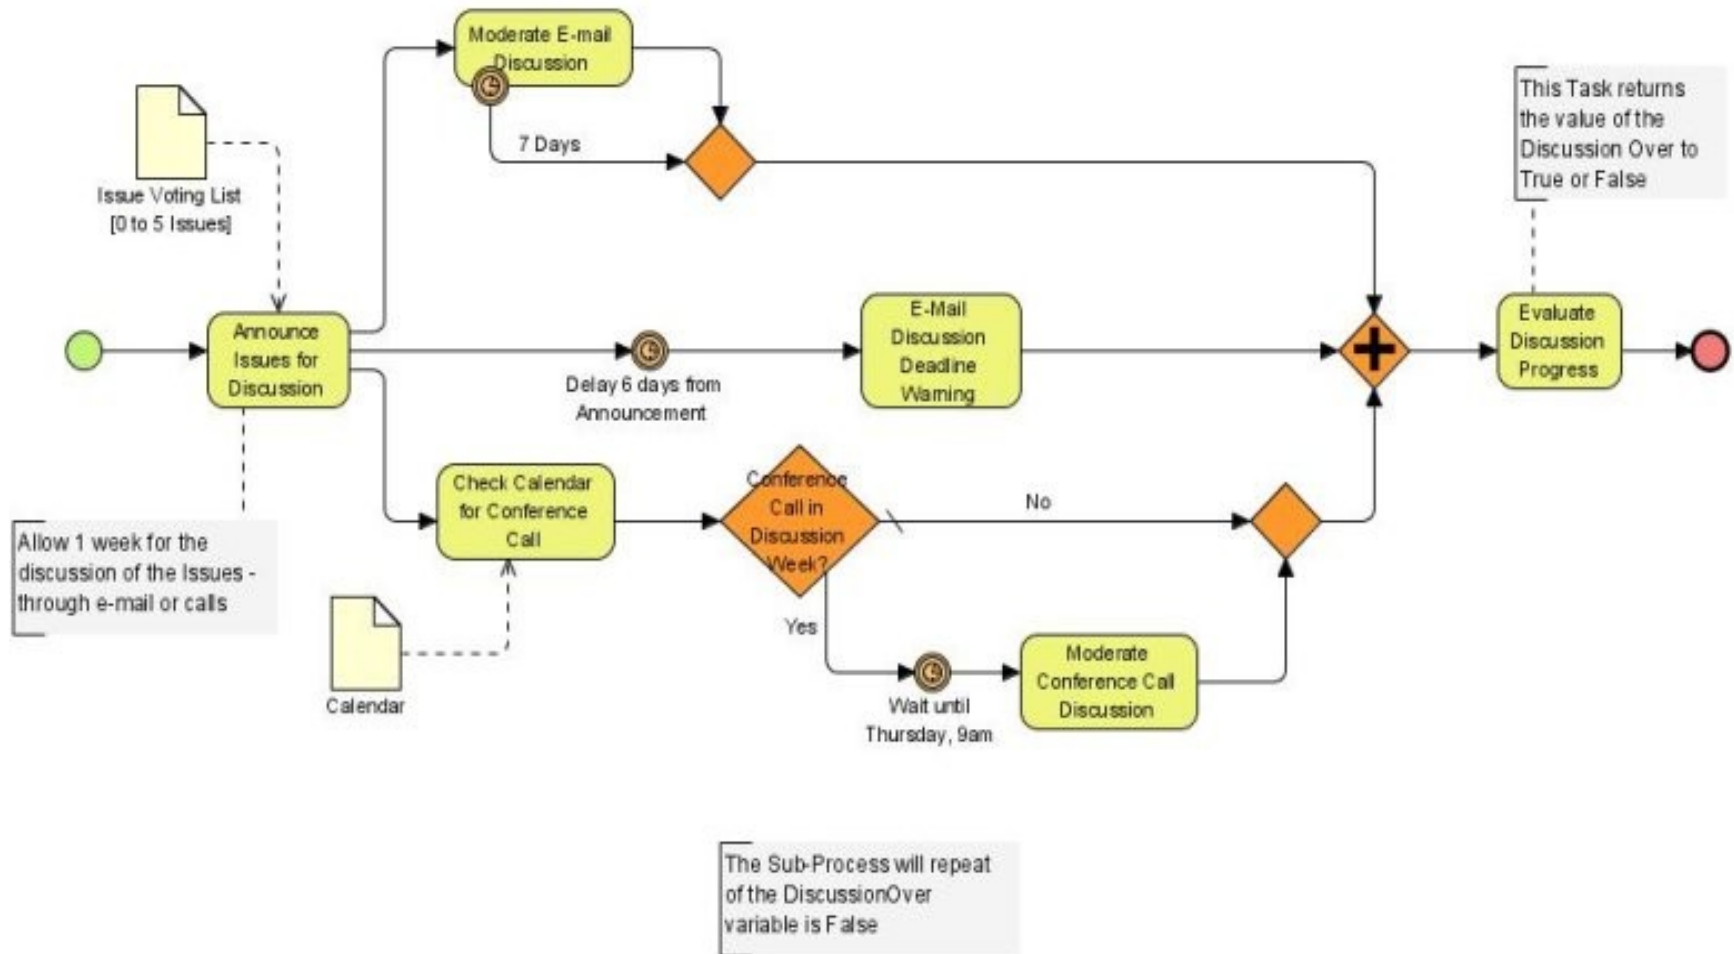 Moderate E-mail
Discussion
7 Days
This Task returns
the value of the
Discussion Over to
True or False
Issue Voting List
[0 to 5 Issues]
Announce
Issues for
Discussion
Delay 6 days from
Announcement
E-Mail
Discussion
Deadline
Warning
Evaluate
Discussion
Progress
Allow 1 week for the
discussion of the Issues -
through e-mail or calls
Check Calendar
for Conference
Call
Conference
Call in
Discussion
Week?
No
Yes
Calendar
Wait until
Thursday, 9am
Moderate
Conference Call
Discussion
The Sub-Process will repeat
of the DiscussionOver
variable is False